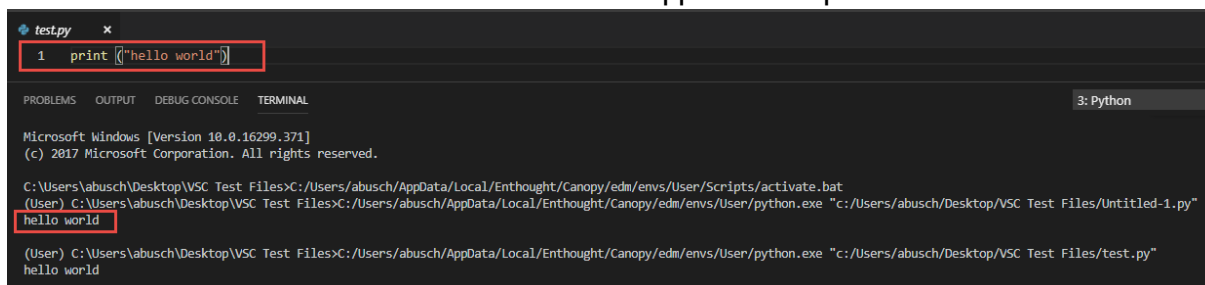 test.py ×
1 print ("hello world")
PROBLEMS OUTPUT DEBUG CONSOLE TERMINAL 3: Python
Microsoft Windows [Version 10.0.16299.371]
(c) 2017 Microsoft Corporation. All rights reserved.
C:\Users\abusch\Desktop\VSC Test Files>C:/Users/abusch/AppData/Local/Enthought/Canopy/edm/envs/User/Scripts/activate.bat
(User) C:\Users\abusch\Desktop\VSC Test Files>C:/Users/abusch/AppData/Local/Enthought/Canopy/edm/envs/User/python.exe "c:/Users/abusch/Desktop/VSC Test Files/Untitled-1.py"
hello world
(User) C:\Users\abusch\Desktop\VSC Test Files>C:/Users/abusch/AppData/Local/Enthought/Canopy/edm/envs/User/python.exe "c:/Users/abusch/Desktop/VSC Test Files/test.py"
hello world